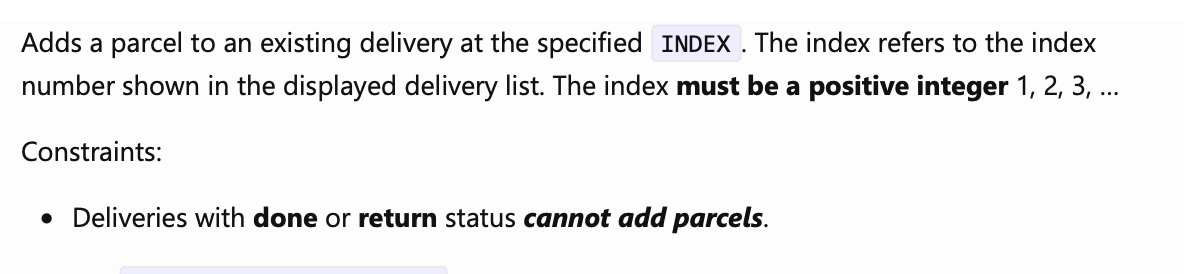 Adds a parcel to an existing delivery at the specified INDEX. The index refers to the index
number shown in the displayed delivery list. The index must be a positive integer 1, 2, 3, …
Constraints:
• Deliveries with done or return status cannot add parcels.